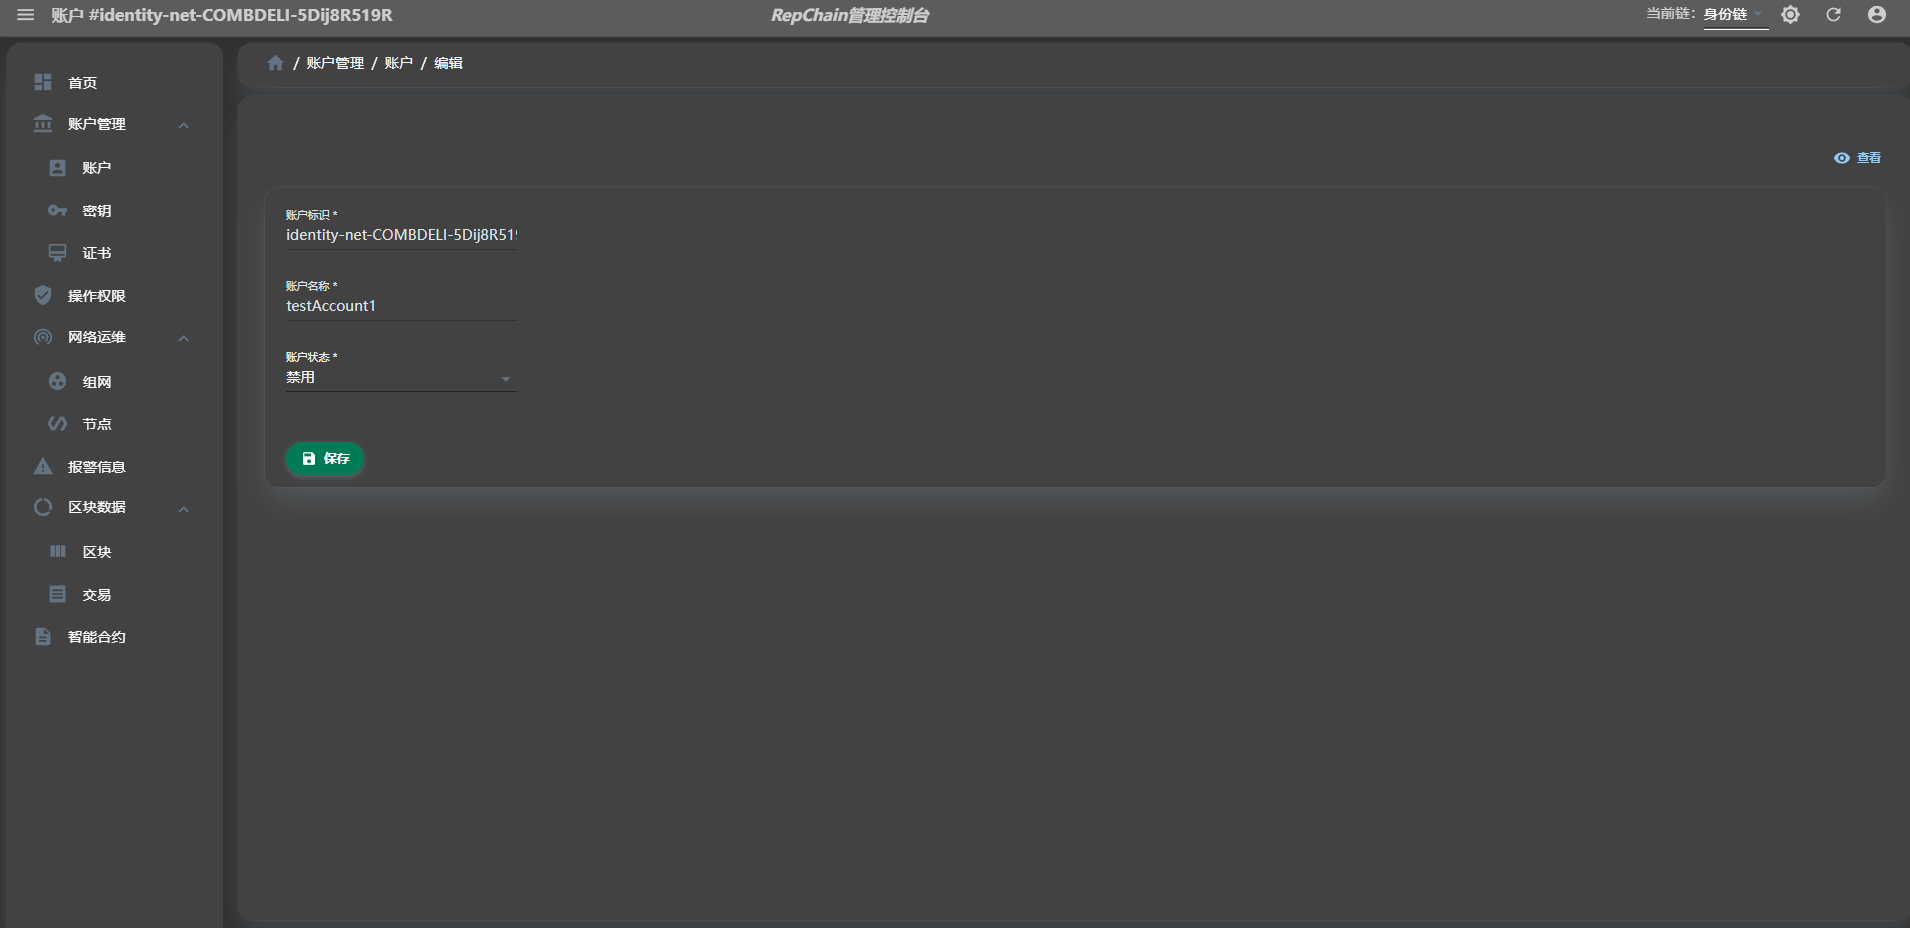 账户 #identity-net-COMBDELI-5Dij8R519R
RepChain管理控制台
当前链： 身份链
首页
账户管理
账户
密钥
证书
操作权限
网络运维
组网
节点
报警信息
区块数据
区块
交易
智能合约
/ 账户管理 / 账户 / 编辑
查看
账户标识 *
identity-net-COMBDELI-5Dij8R519
账户名称 *
testAccount1
账户状态 *
禁用
保存